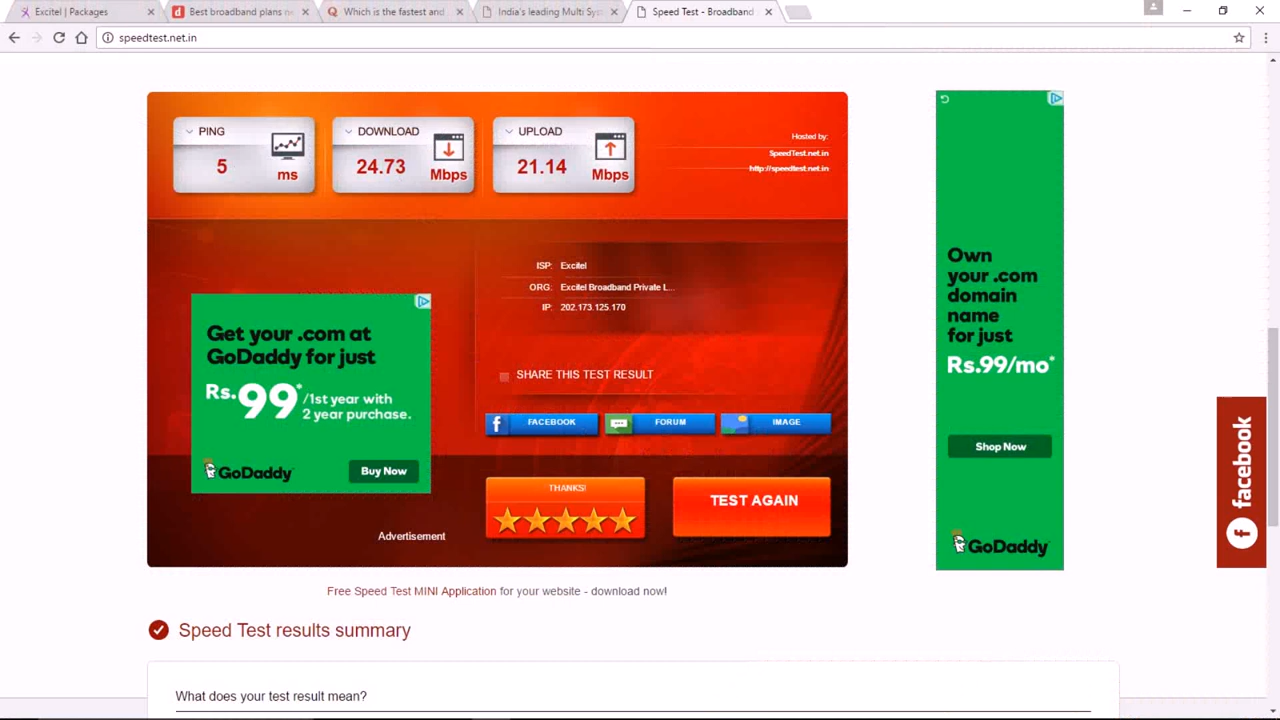 Excitel | Packages
Best broadband plans ne
Which is the fastest and
India's leading Multi Sys
Speed Test - Broadband
speedtest.net.in
PING
5
ms
DOWNLOAD
24.73
Mbps
UPLOAD
21.14
Mbps
Hosted by:
SpeedTest.net.in
http://speedtest.net.in
ISP: Excitel
ORG: Excitel Broadband Private L...
IP: 202.173.125.170
SHARE THIS TEST RESULT
FACEBOOK
FORUM
IMAGE
THANKS!
TEST AGAIN
Get your .com at
GoDaddy for just
Rs.99* /1st year with
2 year purchase.
GoDaddy
Buy Now
Advertisement
Own
your .com
domain
name
for just
Rs.99/mo*
Shop Now
GoDaddy
facebook
Free Speed Test MINI Application for your website - download now!
Speed Test results summary
What does your test result mean?